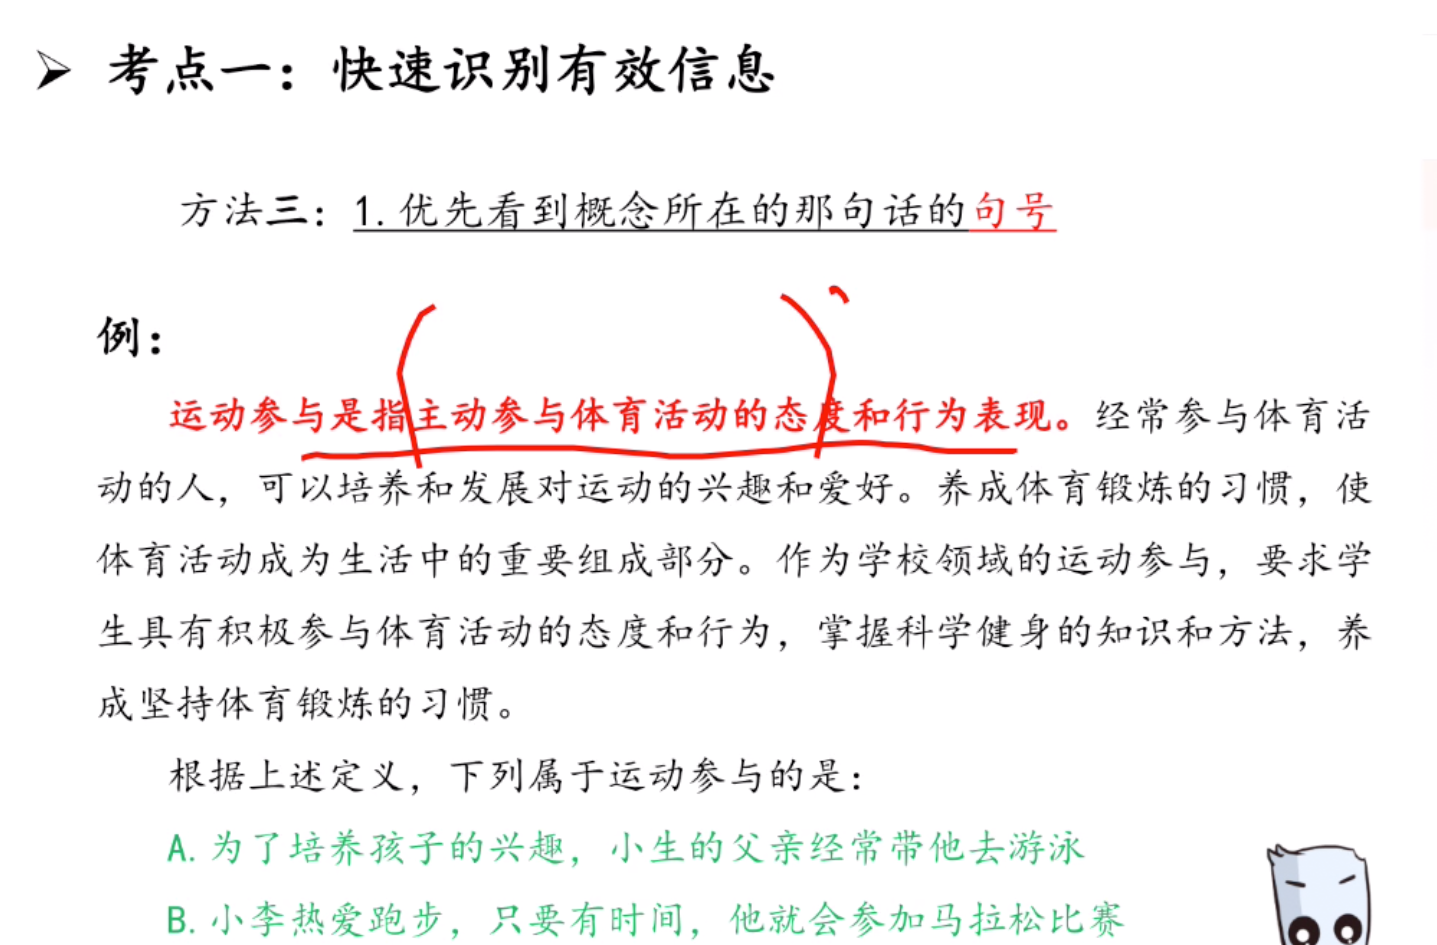 考点一：快速识别有效信息
方法三：1.优先看到概念所在的那句话的句号
例：
运动参与是指主动参与体育活动的态度和行为表现。经常参与体育活
动的人，可以培养和发展对运动的兴趣和爱好。养成体育锻炼的习惯，使
体育活动成为生活中的重要组成部分。作为学校领域的运动参与，要求学
生具有积极参与体育活动的态度和行为，掌握科学健身的知识和方法，养
成坚持体育锻炼的习惯。
根据上述定义，下列属于运动参与的是：
A.为了培养孩子的兴趣，小生的父亲经常带他去游泳
B.小李热爱跑步，只要有时间，他就会参加马拉松比赛